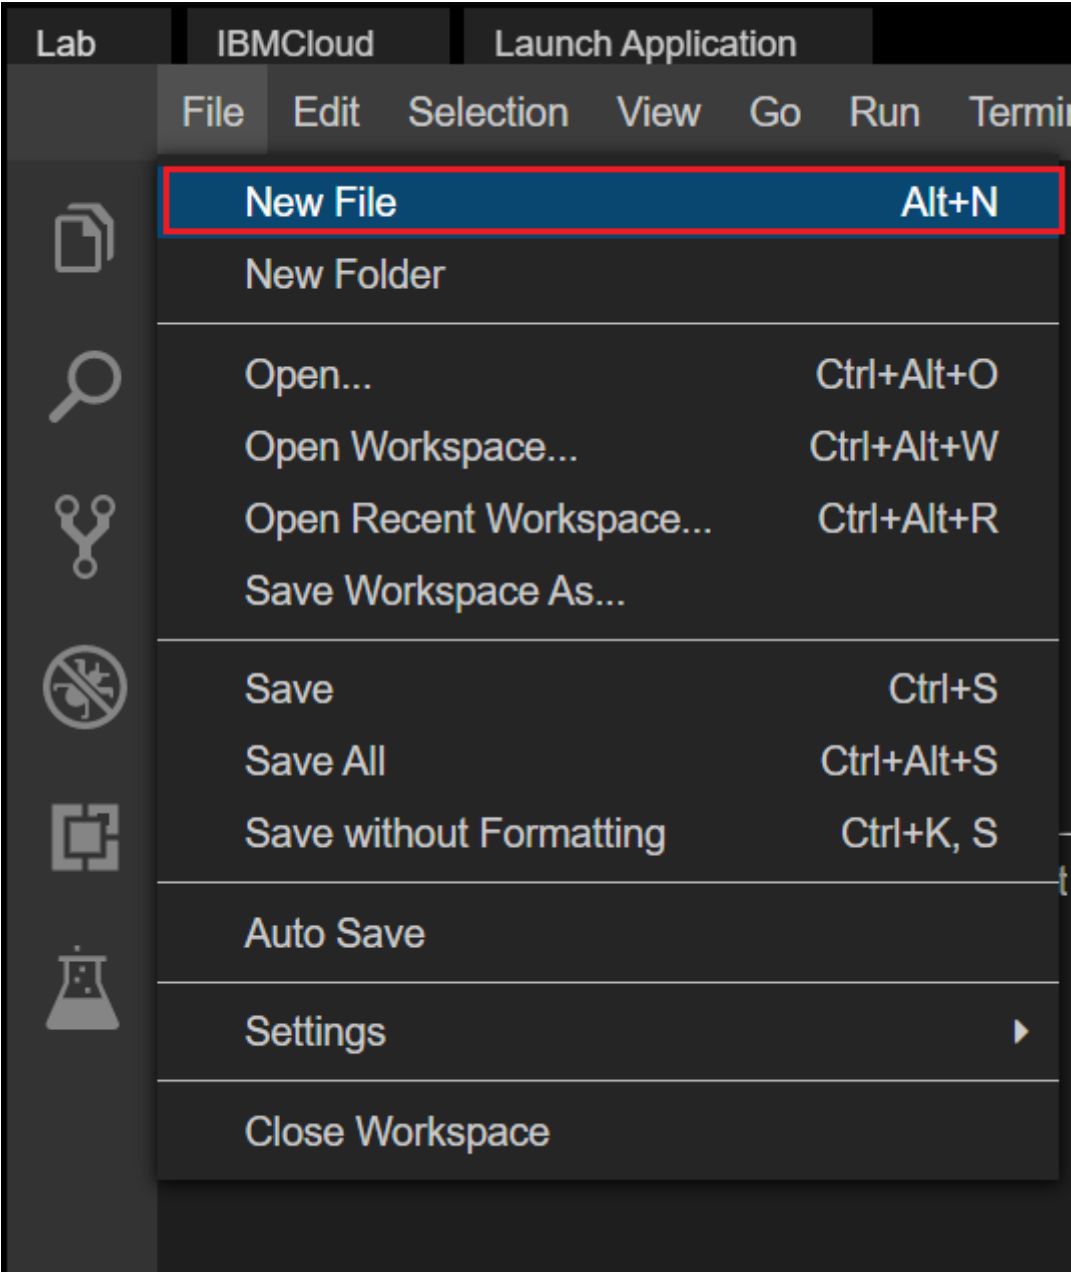 Lab IBMCloud Launch Application
File Edit Selection View Go Run
New File Alt+N
New Folder
Open... Ctrl+Alt+O
Open Workspace... Ctrl+Alt+W
Open Recent Workspace... Ctrl+Alt+R
Save Workspace As...
Save Ctrl+S
Save All Ctrl+Alt+S
Save without Formatting Ctrl+K, S
Auto Save
Settings
Close Workspace